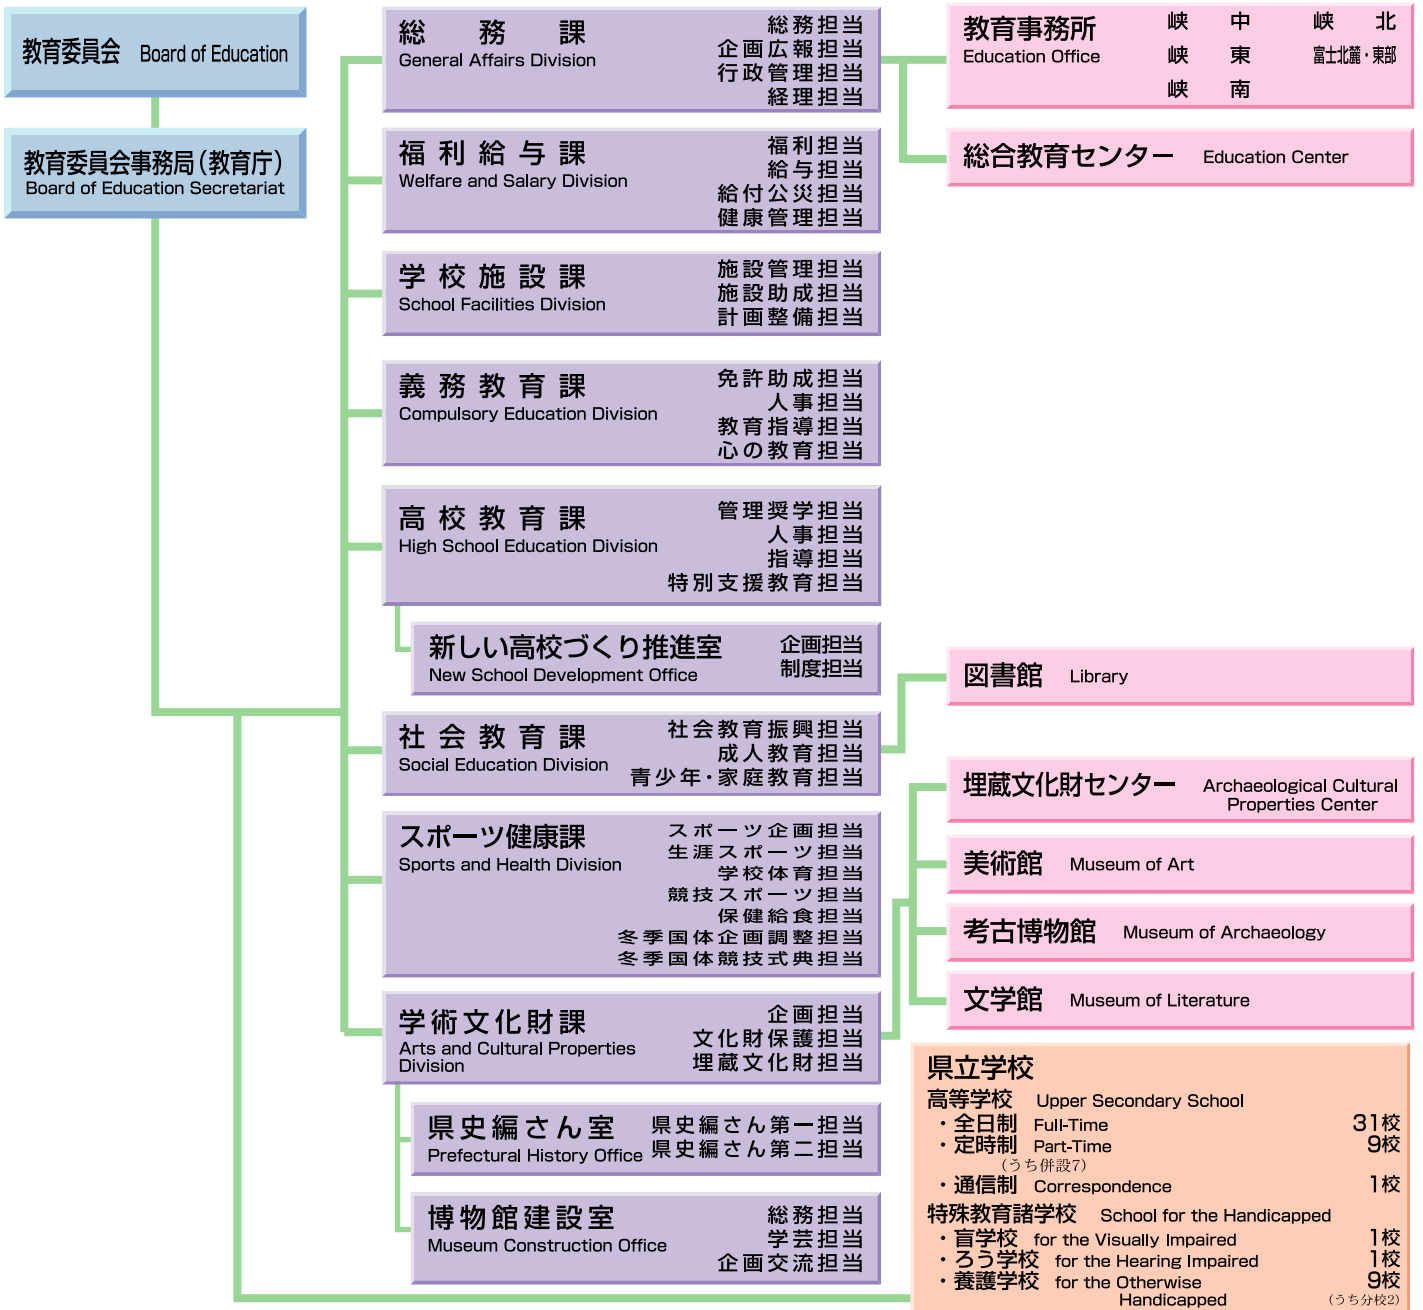 教育委員会 Board of Education
教育委員会事務局(教育庁)
Board of Education Secretariat
総務課
General Affairs Division
総務担当
企画広報担当
行政管理担当
経理担当
福利給与課
Welfare and Salary Division
福利担当
給与担当
給付公災担当
健康管理担当
学校施設課
School Facilities Division
施設管理担当
施設助成担当
計画整備担当
義務教育課
Compulsory Education Division
免許助成担当
人事担当
教育指導担当
心の教育担当
高校教育課
High School Education Division
管理奨学担当
人事担当
指導担当
特別支援教育担当
新しい高校づくり推進室
New School Development Office
企画担当
制度担当
社会教育課
Social Education Division
社会教育振興担当
成人教育担当
青少年・家庭教育担当
スポーツ健康課
Sports and Health Division
スポーツ企画担当
生涯スポーツ担当
学校体育担当
競技スポーツ担当
保健給食担当
冬季国体企画調整担当
冬季国体競技式典担当
学術文化財課
Arts and Cultural Properties
Division
企画担当
文化財保護担当
埋蔵文化財担当
県史編さん室
Prefectural History Office
県史編さん第一担当
県史編さん第二担当
博物館建設室
Museum Construction Office
総務担当
学芸担当
企画交流担当
教育事務所
Education Office
峡中 峡北
峡東 富士北麓・東部
峡南
総合教育センター Education Center
図書館 Library
埋蔵文化財センター Archaeological Cultural
Properties Center
美術館 Museum of Art
考古博物館 Museum of Archaeology
文学館 Museum of Literature
県立学校
高等学校 Upper Secondary School
・全日制 Full-Time 31校
・定時制 Part-Time 9校
(うち併設7)
・通信制 Correspondence 1校
特殊教育諸学校 School for the Handicapped
・盲学校 for the Visually Impaired 1校
・ろう学校 for the Hearing Impaired 1校
・養護学校 for the Otherwise 9校
Handicapped (うち分校2)